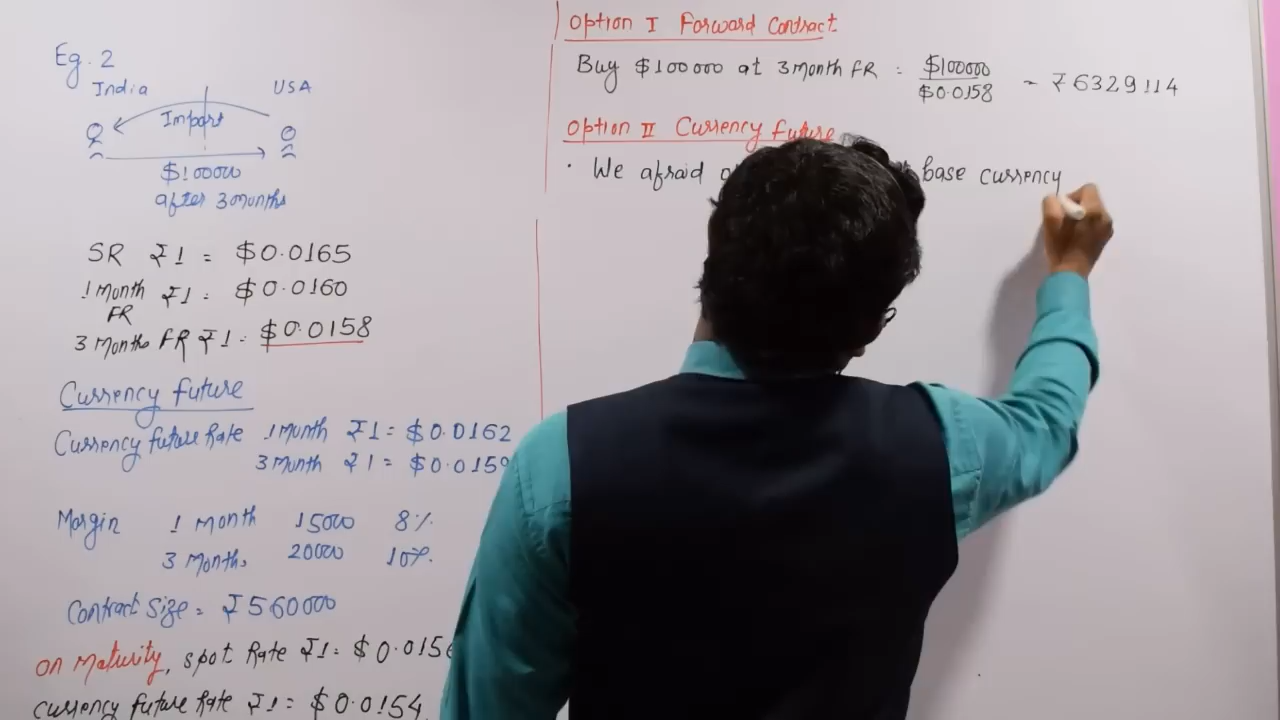 Eg. 2
India
USA
Import
$100000
after 3 months
SR ₹1 = $0.0165
1 Month FR ₹1 = $0.0160
3 Months FR ₹1 = $0.0158
Currency future
Currency future Rate 1 Month ₹1 = $0.0162
3 Month ₹1 = $0.0159
Margin 1 Month 15000 8%
3 Months 20000 10%
Contract Size = ₹560000
On Maturity, spot Rate ₹1 = $0.0156
currency future Rate ₹1 = $0.0154
Option I Forward Contract
Buy $100000 at 3 month FR = $100000 / $0.0158 = ₹6329114
Option II Currency future
• We afraid base currency